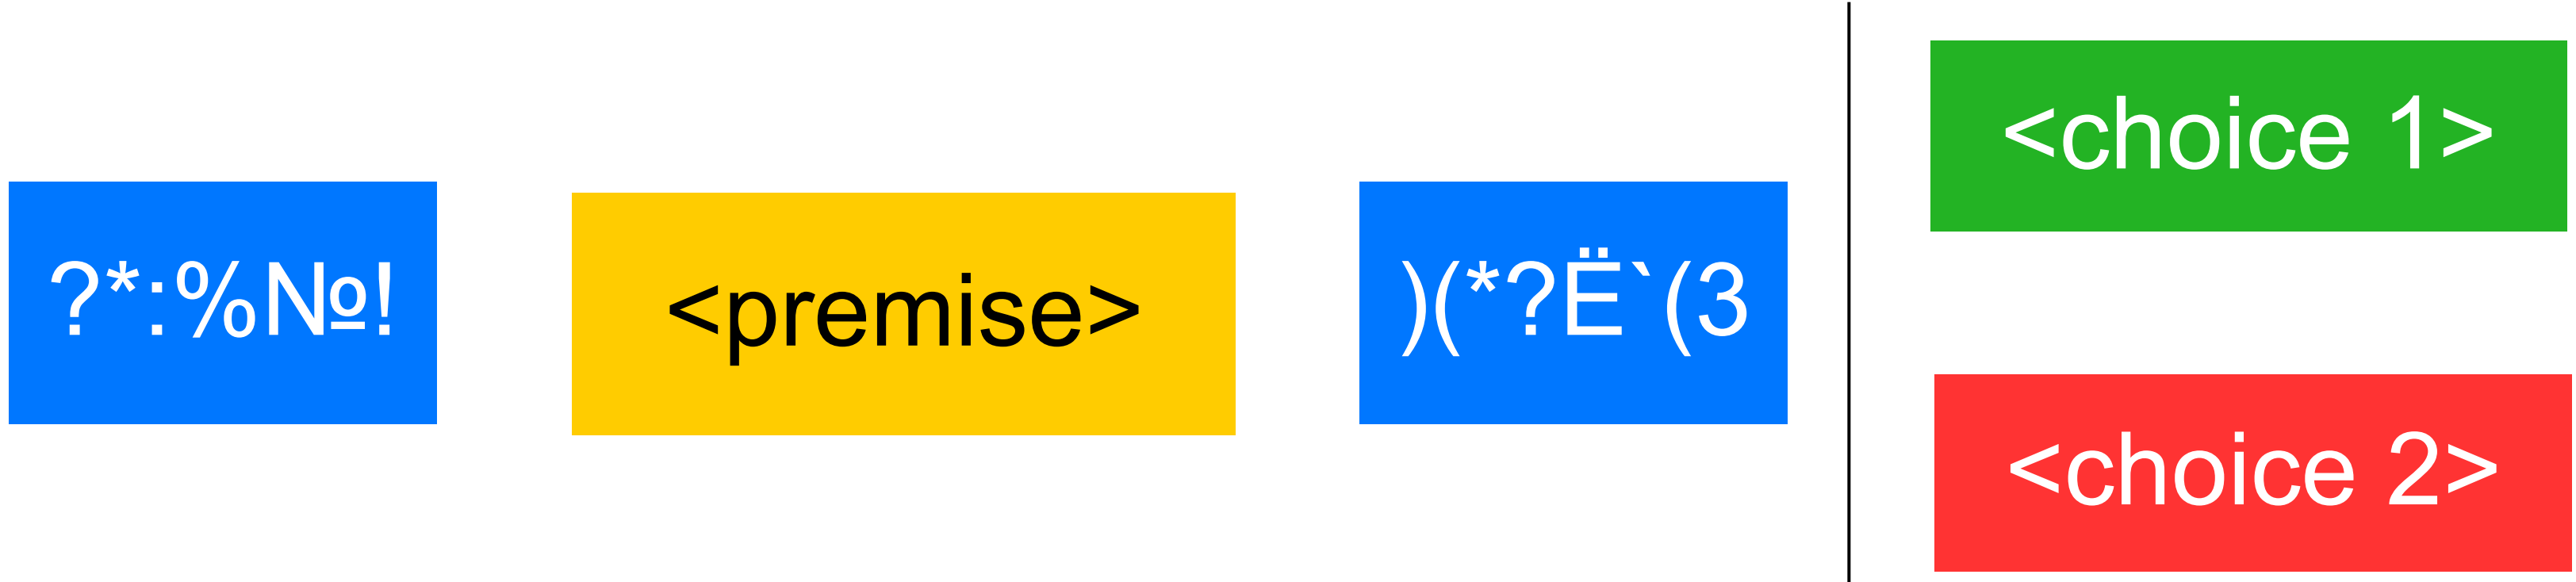 ?*:%№!
<premise>
)(*?Ё`(3
<choice 1>
<choice 2>